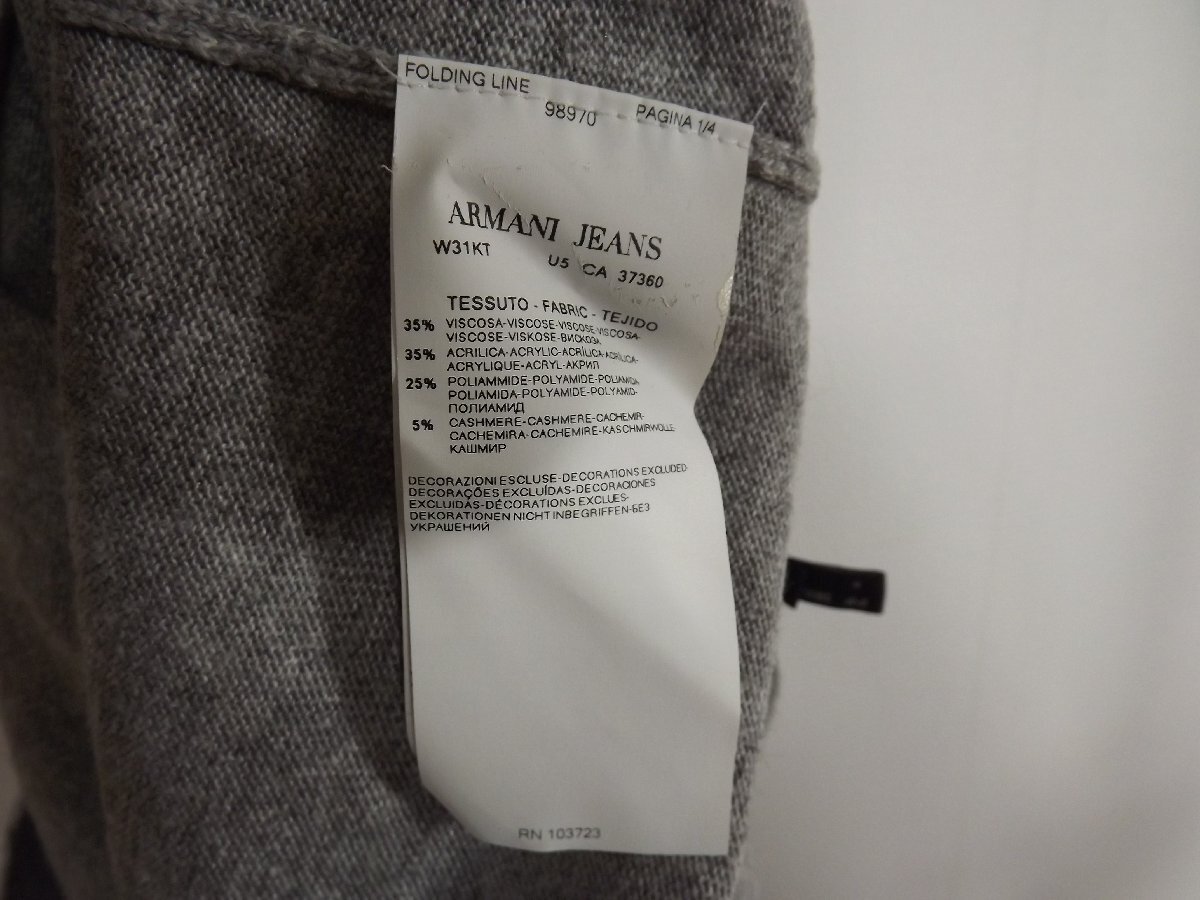 FOLDING LINE
98970 PAGINA 1/4
ARMANI JEANS
W31KT U5 CA 37360
TESSUTO - FABRIC - TEJIDO
35% VISCOSA-VISCOSE-VISCOSE-VISCOSA-
VISCOSE-VISKOSE-ВИСКОЗА
35% ACRILICA-ACRYLIC-ACRÍLICA-ACRÍLICA-
ACRYLIQUE-ACRYL-АКРИЛ
25% POLIAMMIDE-POLYAMIDE-POLIAMIDA
POLIAMIDA-POLYAMIDE-POLYAMID-
ПОЛИАМИД
5% CASHMERE-CASHMERE-CACHEMIR-
CACHEMIRA-CACHEMIRE-KASCHMIRWOLLE-
КАШМИР
DECORAZIONI ESCLUSE-DECORATIONS EXCLUDED-
DECORAÇÕES EXCLUÍDAS-DECORACIONES
EXCLUIDAS-DÉCORATIONS EXCLUES-
DEKORATIONEN NICHT INBEGRIFFEN-БЕЗ
УКРАШЕНИЙ
RN 103723